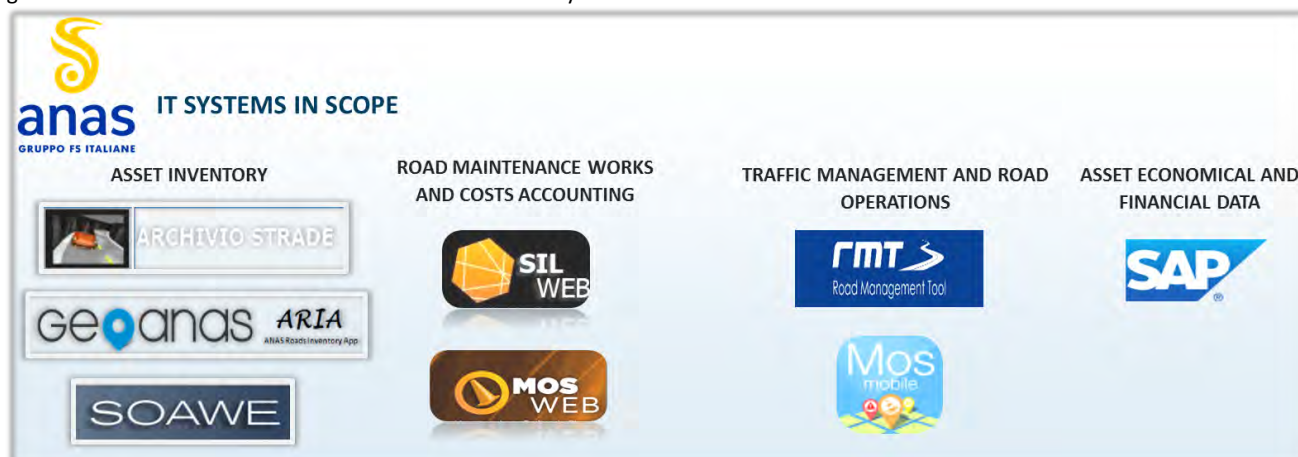 anas
GRUPPO FS ITALIANE
IT SYSTEMS IN SCOPE
ASSET INVENTORY
ARCHIVIO STRADE
GeOanas ARIA
ANAS Roads Inventory App
SOAWE
ROAD MAINTENANCE WORKS
AND COSTS ACCOUNTING
SIL
WEB
MOS
WEB
TRAFFIC MANAGEMENT AND ROAD
OPERATIONS
rmt
Road Management Tool
Mos
mobile
ASSET ECONOMICAL AND
FINANCIAL DATA
SAP
®